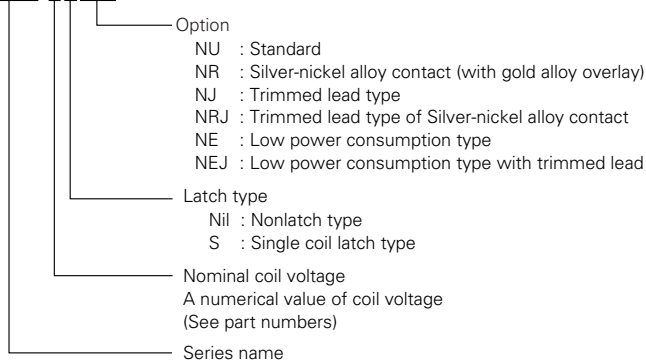 Option
NU : Standard
NR : Silver-nickel alloy contact (with gold alloy overlay)
NJ : Trimmed lead type
NRJ : Trimmed lead type of Silver-nickel alloy contact
NE : Low power consumption type
NEJ : Low power consumption type with trimmed lead
Latch type
Nil : Nonlatch type
S : Single coil latch type
Nominal coil voltage
A numerical value of coil voltage
(See part numbers)
Series name